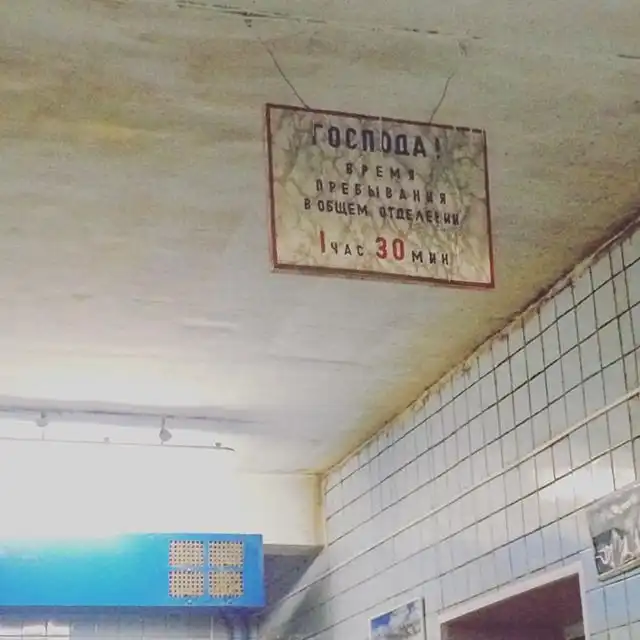 ГОСПОДА!
ВРЕМЯ
ПРЕБЫВАНИЯ
В ОБЩЕМ ОТДЕЛЕНИИ
1 ЧАС 30 МИН